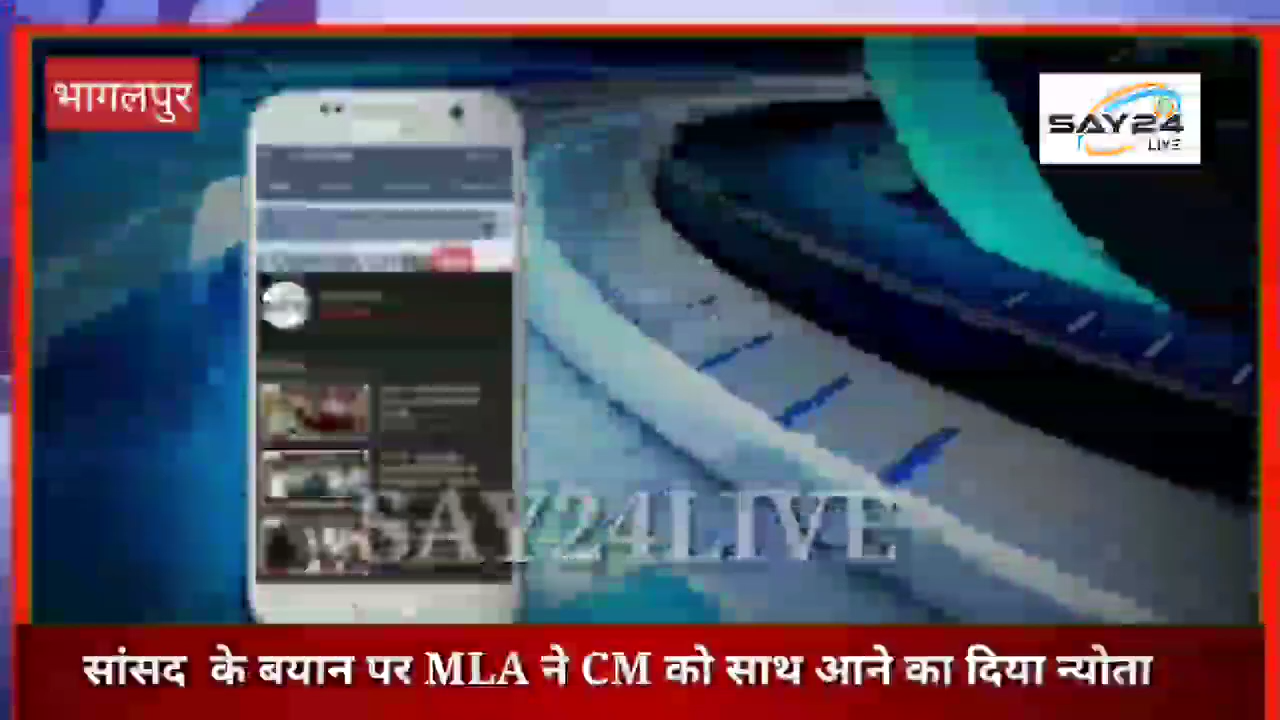 भागलपुर
SAY24
LIVE
SAY24LIVE
सांसद के बयान पर MLA ने CM को साथ आने का दिया न्योता